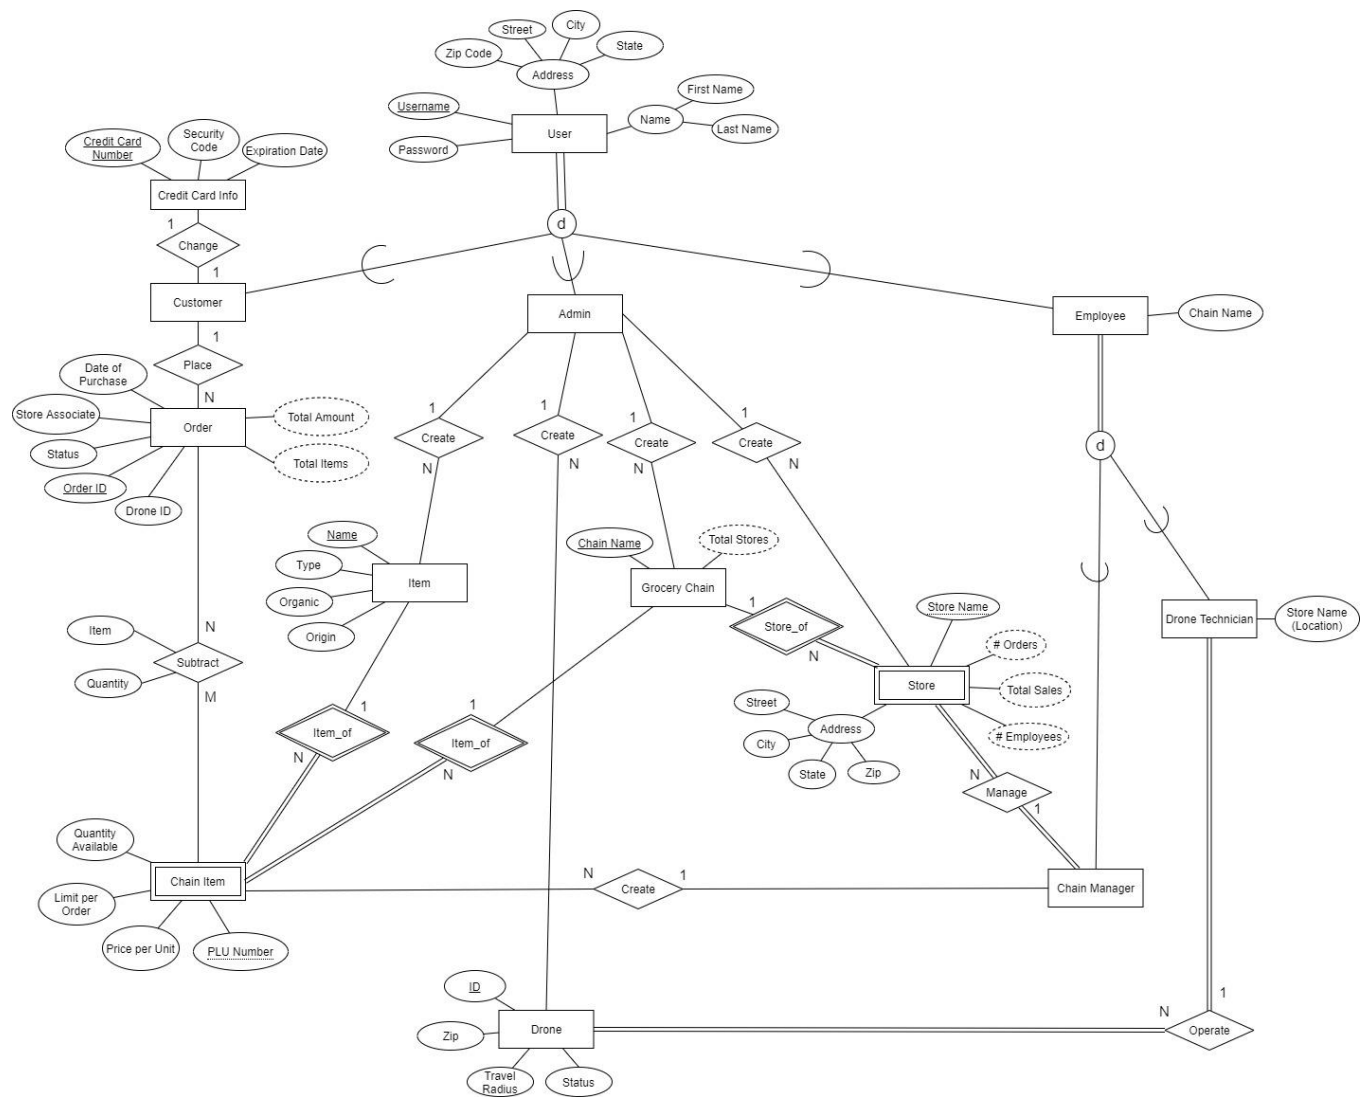 Street
City
Zip Code
State
Address
First Name
Username
Name
Last Name
User
Password
Credit Card
Number
Security
Code
Expiration Date
Credit Card Info
d
1
Change
1
Customer
Admin
Employee
Chain Name
1
Place
N
Date of
Purchase
Store Associate
Order
Total Amount
Status
Total Items
Order ID
Drone ID
1
Create
N
1
Create
N
1
Create
N
1
Create
N
d
Name
Type
Item
Organic
Origin
Chain Name
Total Stores
Grocery Chain
1
Store_of
N
Store Name
# Orders
Store
Total Sales
# Employees
Street
Address
City
State
Zip
Drone Technician
Store Name
(Location)
Item
N
Subtract
Quantity
M
1
Item_of
N
1
Item_of
N
N
Manage
1
Quantity
Available
Chain Item
Limit per
Order
Price per Unit
PLU Number
N
Create
1
Chain Manager
ID
Drone
Zip
Travel
Radius
Status
N
1
Operate